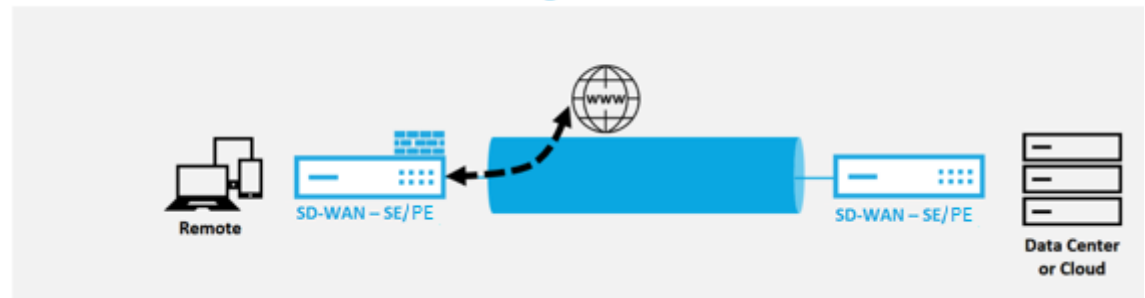 www
SD-WAN – SE/PE
SD-WAN – SE/PE
Remote
Data Center
or Cloud